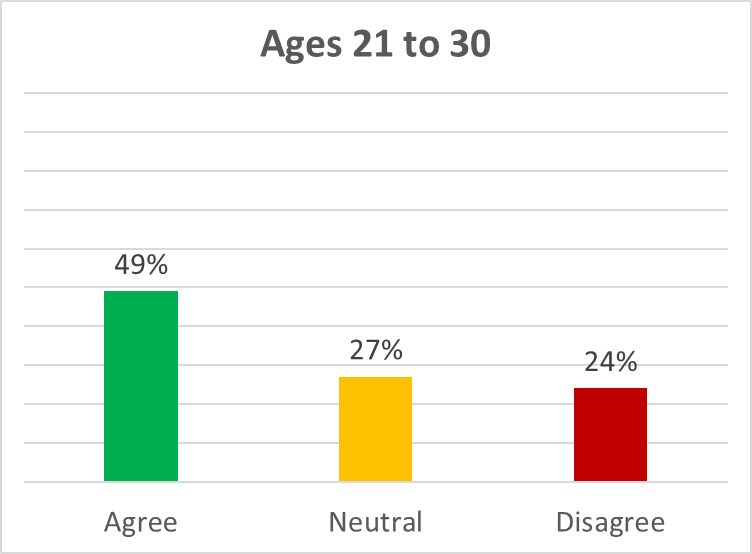 Ages 21 to 30
49%
27%
24%
Agree
Neutral
Disagree